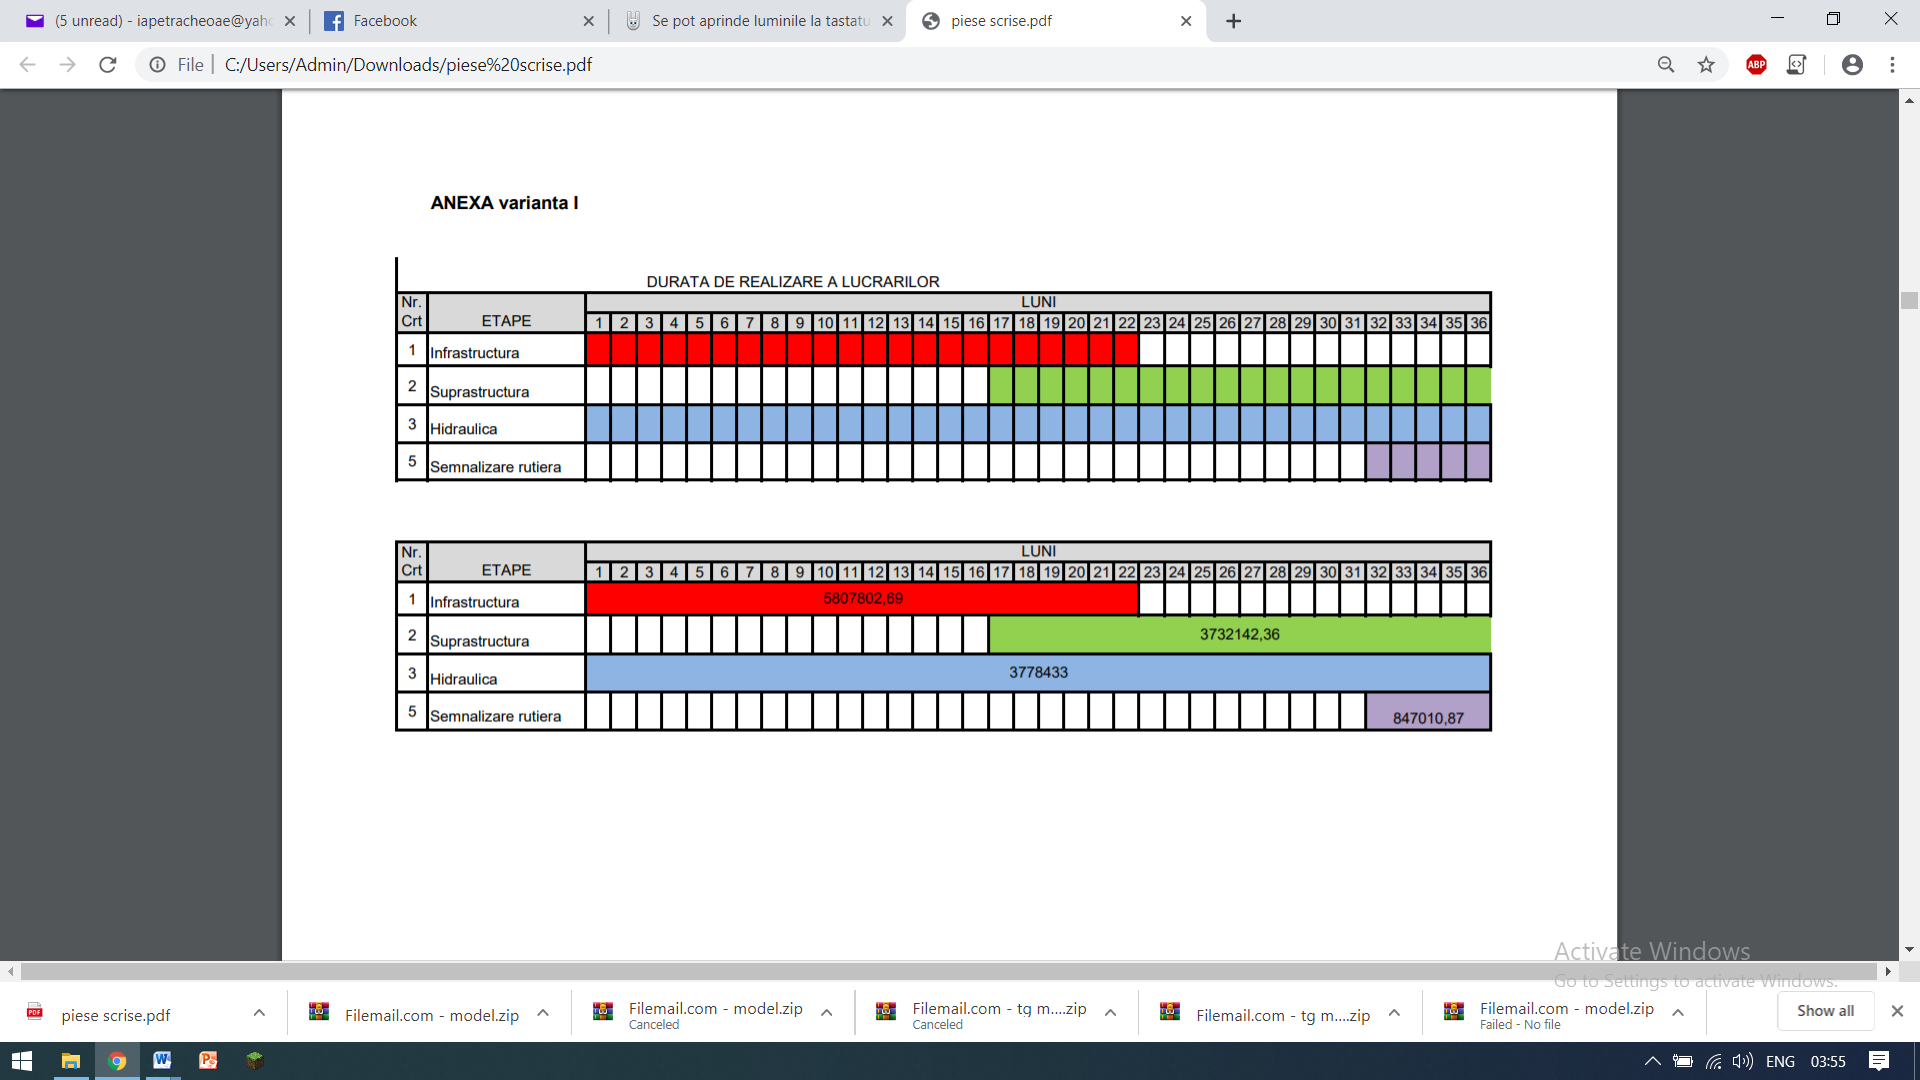 (5 unread) - iapetracheoae@yaho
Facebook
Se pot aprinde luminile la tastatu
piese scrise.pdf
File | C:/Users/Admin/Downloads/piese%20scrise.pdf
ABP
ANEXA varianta I
DURATA DE REALIZARE A LUCRARILOR
Nr. Crt ETAPE LUNI
1 2 3 4 5 6 7 8 9 10 11 12 13 14 15 16 17 18 19 20 21 22 23 24 25 26 27 28 29 30 31 32 33 34 35 36
1 Infrastructura
2 Suprastructura
3 Hidraulica
5 Semnalizare rutiera
Nr. Crt ETAPE LUNI
1 2 3 4 5 6 7 8 9 10 11 12 13 14 15 16 17 18 19 20 21 22 23 24 25 26 27 28 29 30 31 32 33 34 35 36
1 Infrastructura 5807802,69
2 Suprastructura 3732142,36
3 Hidraulica 3778433
5 Semnalizare rutiera 847010,87
Activate Windows
Go to Settings to activate Windows.
piese scrise.pdf
Filemail.com - model.zip
Filemail.com - model.zip
Canceled
Filemail.com - tg m....zip
Canceled
Filemail.com - tg m....zip
Filemail.com - model.zip
Failed - No file
Show all
ENG 03:55